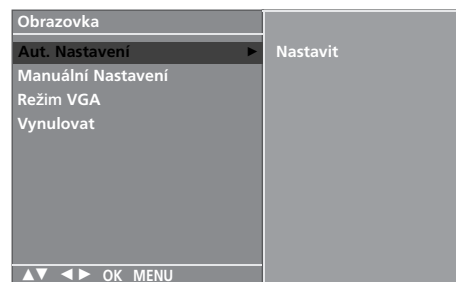 Obrazovka
Aut. Nastavení ► Nastavit
Manuální Nastavení
Režim VGA
Vynulovat
▲▼ ◄► OK MENU